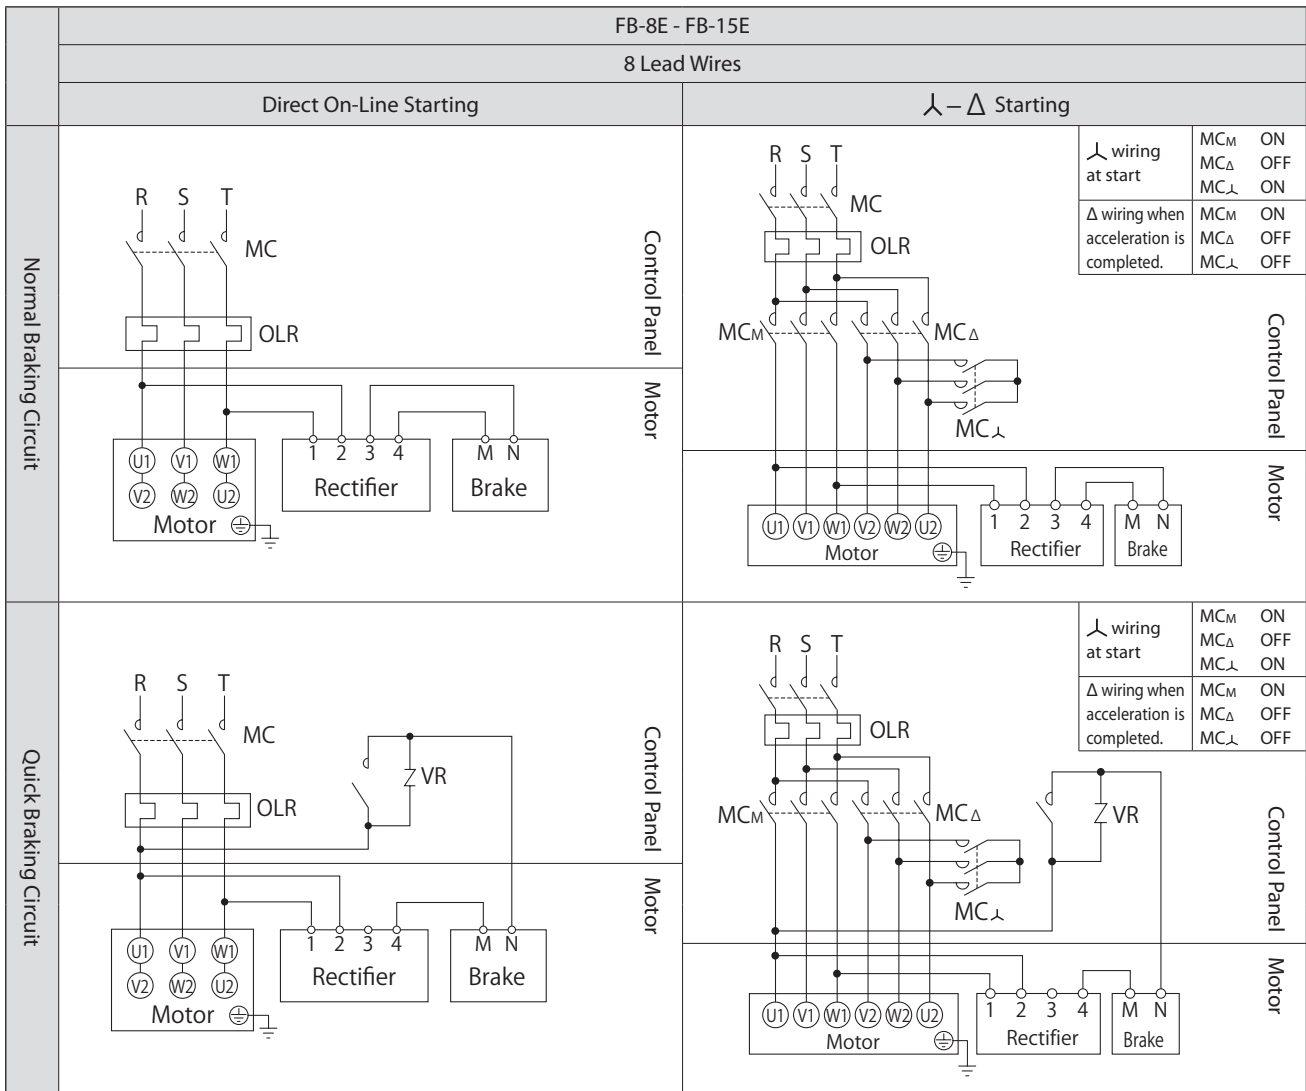 FB-8E - FB-15E
8 Lead Wires
Direct On-Line Starting
⅄ – Δ Starting
Normal Braking Circuit
R S T
MC
OLR
Control Panel
Motor
U1 V1 W1
V2 W2 U2
Motor
1 2 3 4
Rectifier
M N
Brake
⅄ wiring
at start
MCM ON
MCΔ OFF
MC⅄ ON
Δ wiring when
acceleration is
completed.
MCM ON
MCΔ OFF
MC⅄ OFF
R S T
MC
OLR
MCM
MCΔ
MC⅄
Control Panel
Motor
U1 V1 W1 V2 W2 U2
Motor
1 2 3 4
Rectifier
M N
Brake
Quick Braking Circuit
R S T
MC
VR
OLR
Control Panel
Motor
U1 V1 W1
V2 W2 U2
Motor
1 2 3 4
Rectifier
M N
Brake
⅄ wiring
at start
MCM ON
MCΔ OFF
MC⅄ ON
Δ wiring when
acceleration is
completed.
MCM ON
MCΔ OFF
MC⅄ OFF
R S T
OLR
MCM
MCΔ
VR
MC⅄
Control Panel
Motor
U1 V1 W1 V2 W2 U2
Motor
1 2 3 4
Rectifier
M N
Brake